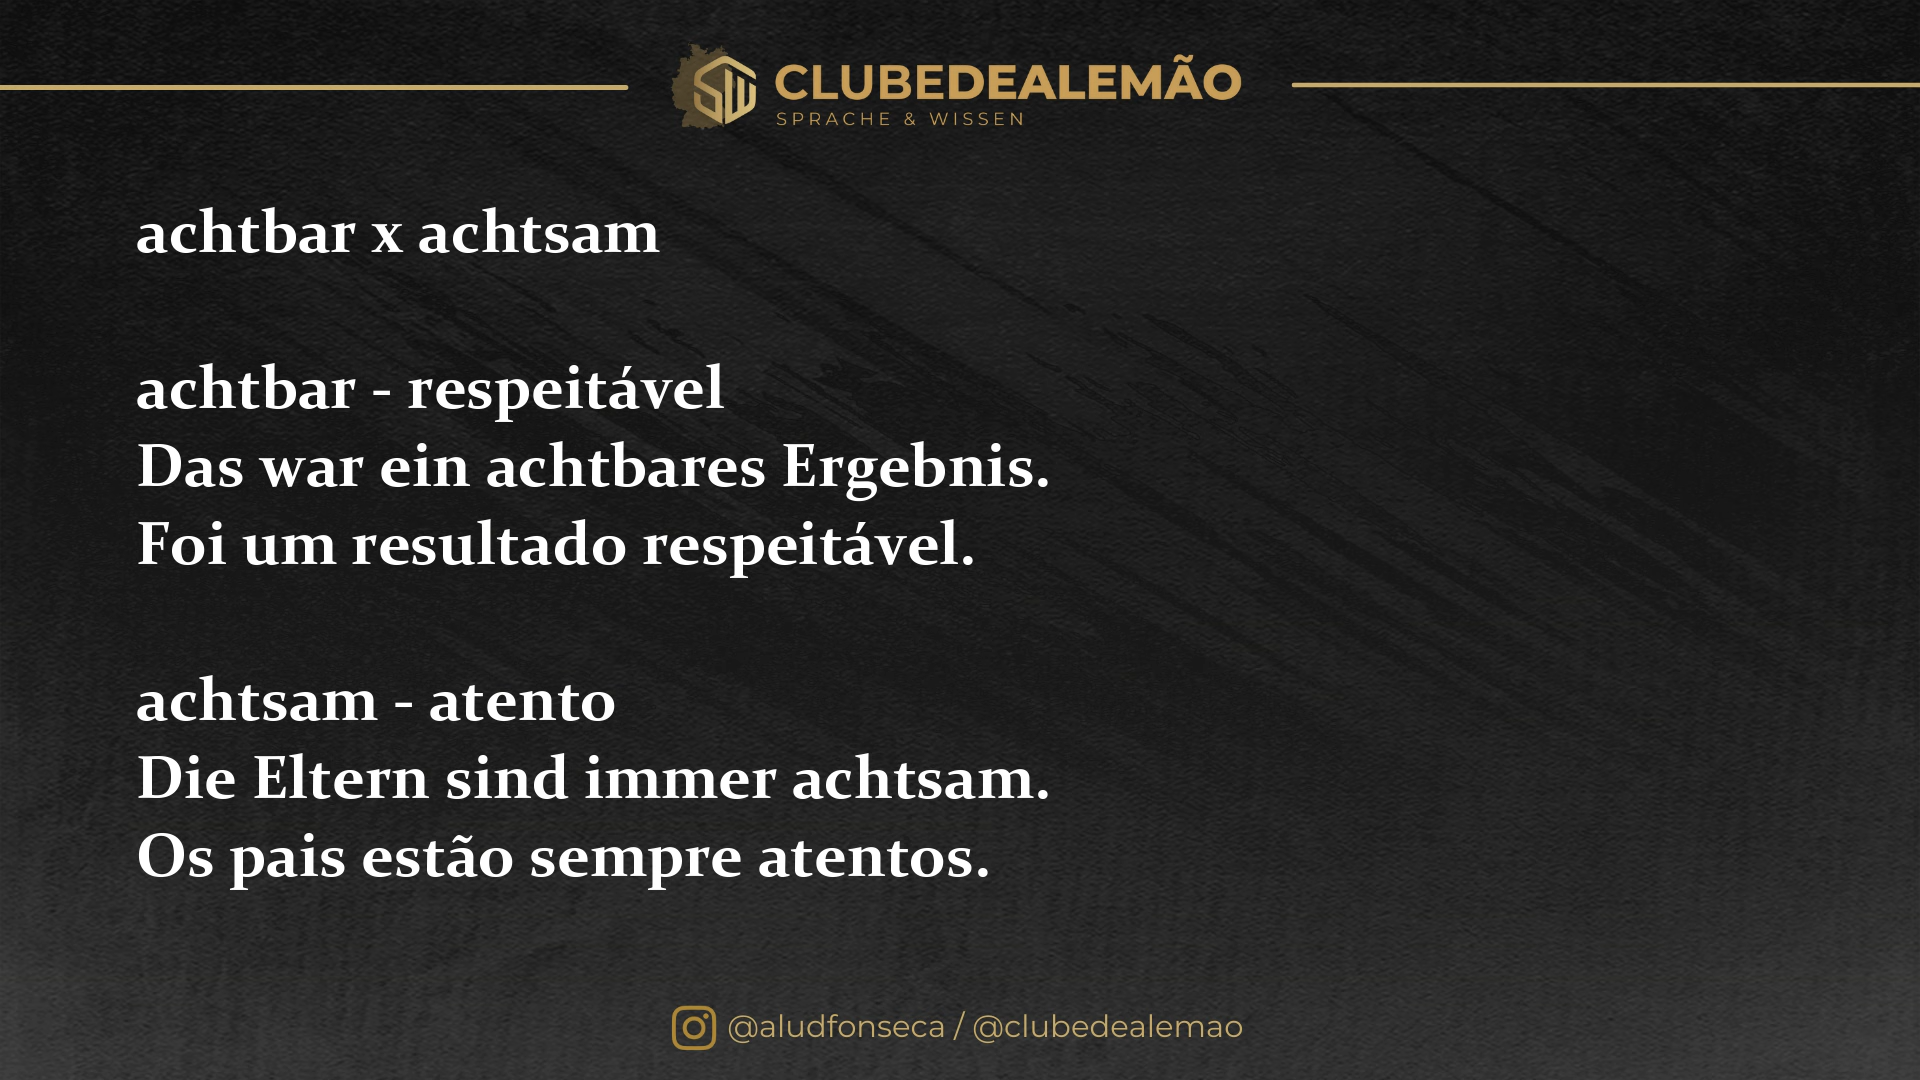 CLUBEDEALEMÃO
SPRACHE & WISSEN
achtbar x achtsam
achtbar - respeitável
Das war ein achtbares Ergebnis.
Foi um resultado respeitável.
achtsam - atento
Die Eltern sind immer achtsam.
Os pais estão sempre atentos.
@aludfonseca / @clubedealemao